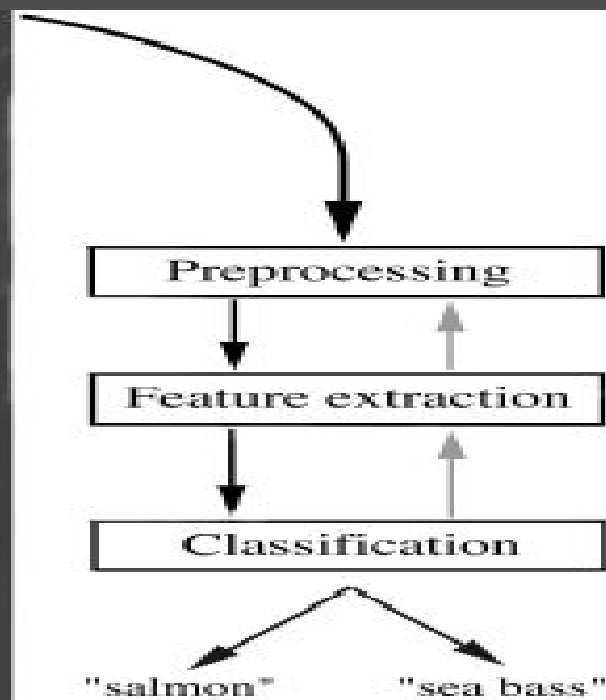 Preprocessing
Feature extraction
Classification
"salmon" "sea bass"